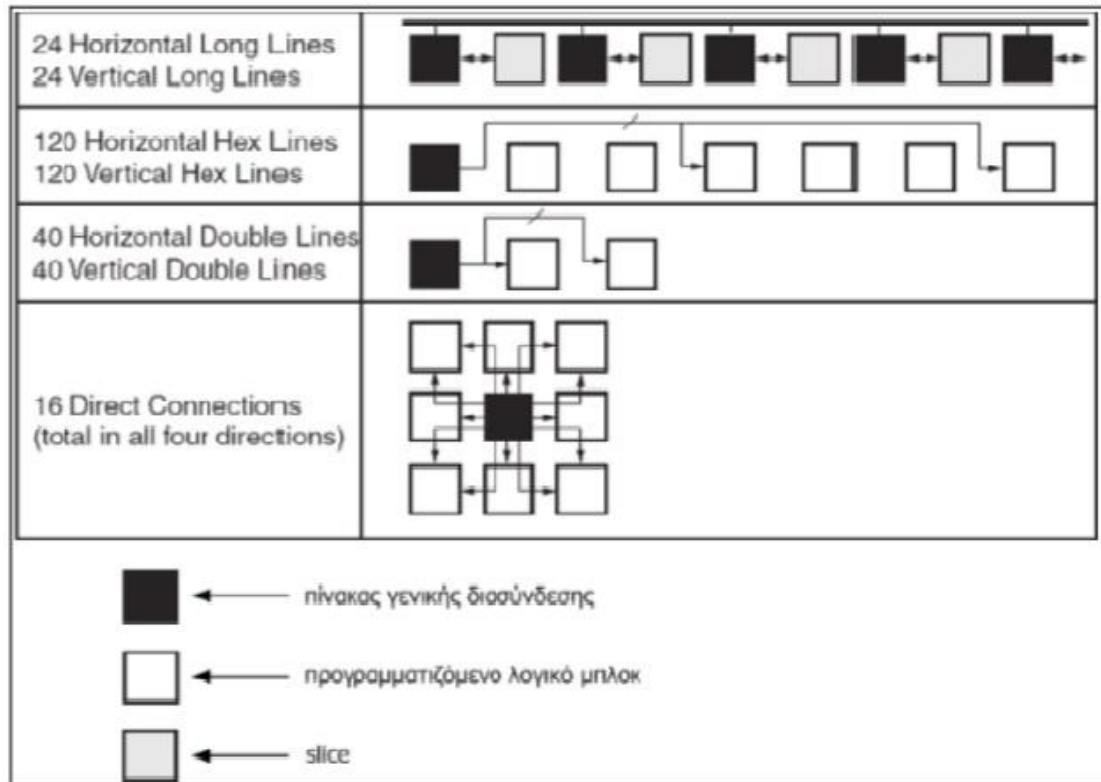 24 Horizontal Long Lines
24 Vertical Long Lines
120 Horizontal Hex Lines
120 Vertical Hex Lines
40 Horizontal Double Lines
40 Vertical Double Lines
16 Direct Connections
(total in all four directions)
πίνακας γενικής διασύνδεσης
προγραμματιζόμενο λογικό μπλοκ
slice